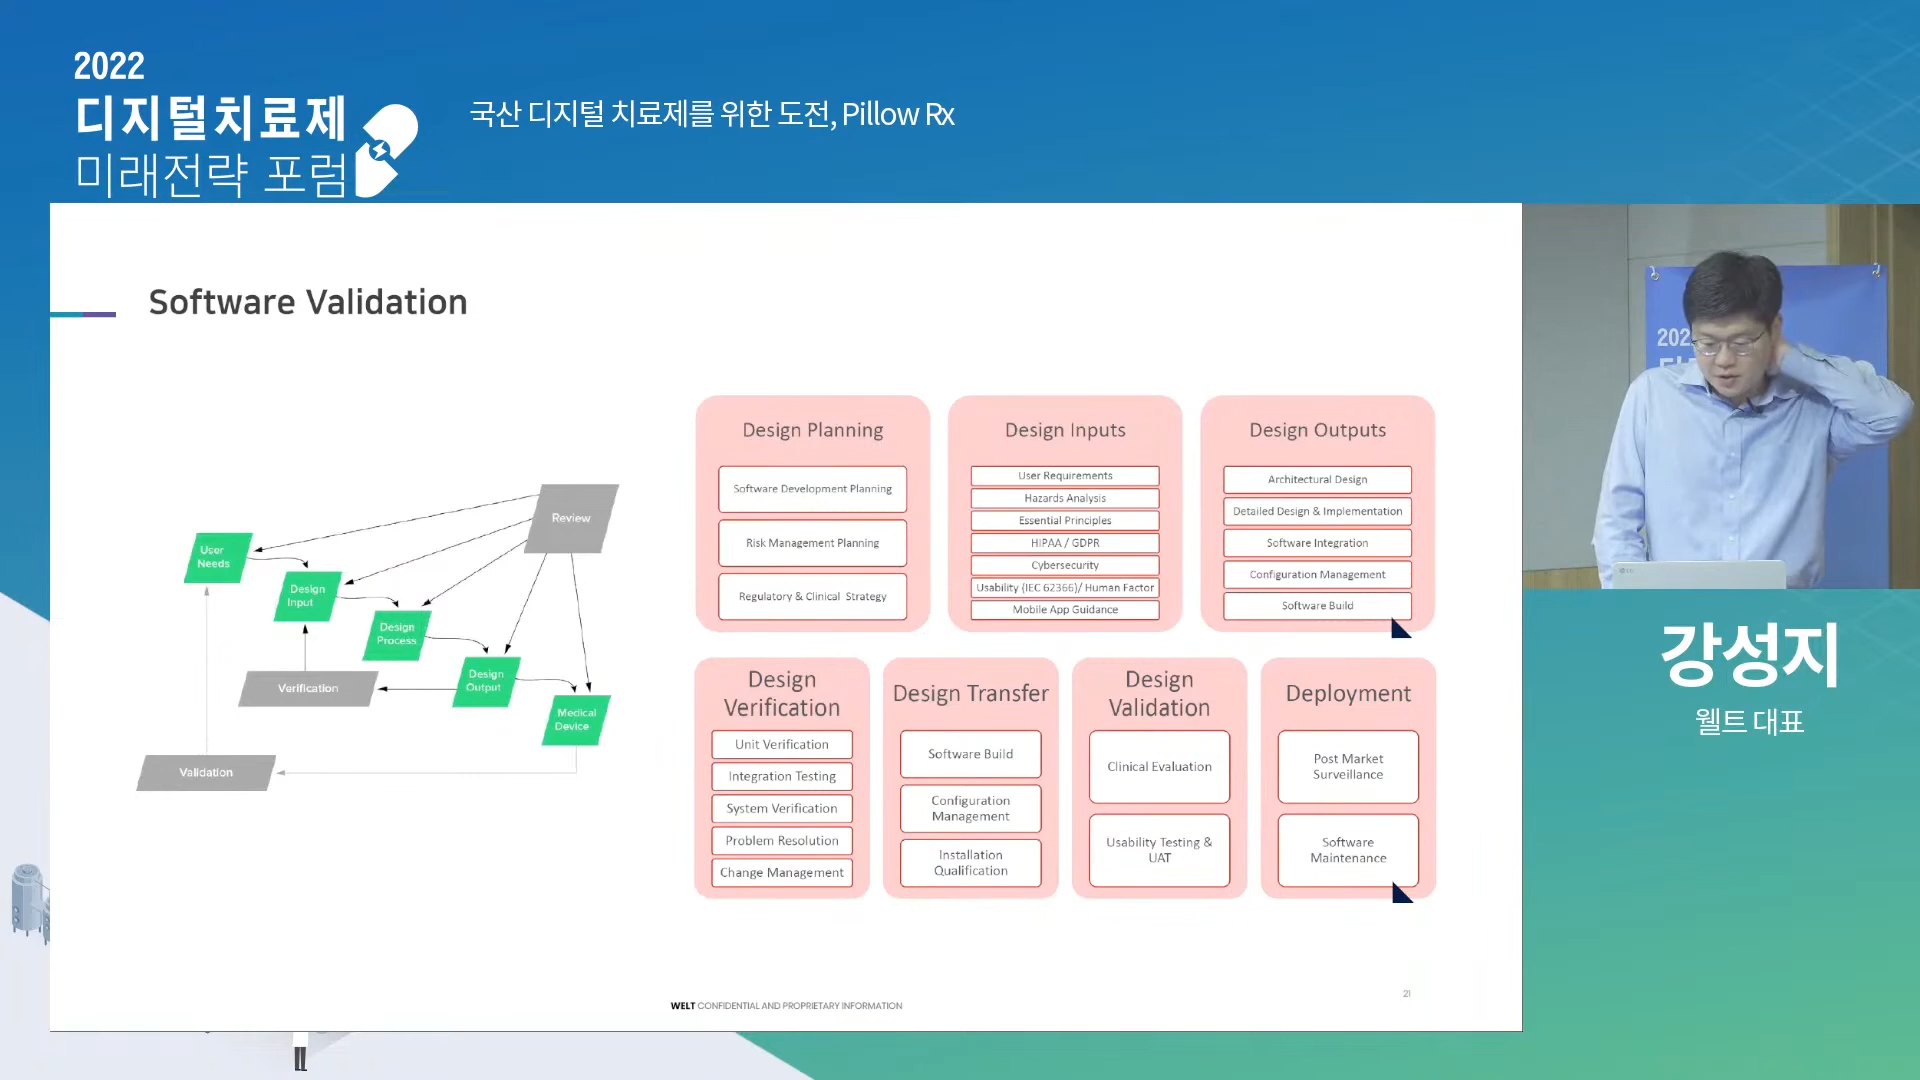 2022
디지털치료제
미래전략 포럼
국산 디지털 치료제를 위한 도전, Pillow Rx
Software Validation
Review
User
Needs
Design
Input
Design
Process
Design
Output
Medical
Device
Verification
Validation
Design Planning
Software Development Planning
Risk Management Planning
Regulatory & Clinical Strategy
Design Inputs
User Requirements
Hazards Analysis
Essential Principles
HIPAA / GDPR
Cybersecurity
Usability (IEC 62366)/ Human Factor
Mobile App Guidance
Design Outputs
Architectural Design
Detailed Design & Implementation
Software Integration
Configuration Management
Software Build
Design
Verification
Unit Verification
Integration Testing
System Verification
Problem Resolution
Change Management
Design Transfer
Software Build
Configuration
Management
Installation
Qualification
Design
Validation
Clinical Evaluation
Usability Testing &
UAT
Deployment
Post Market
Surveillance
Software
Maintenance
WELT CONFIDENTIAL AND PROPRIETARY INFORMATION
21
202
강성지
웰트 대표